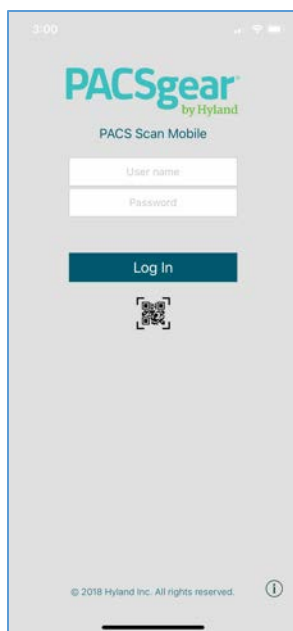 3:00
PACSgear®
by Hyland
PACS Scan Mobile
User name
Password
Log In
© 2018 Hyland Inc. All rights reserved.
i